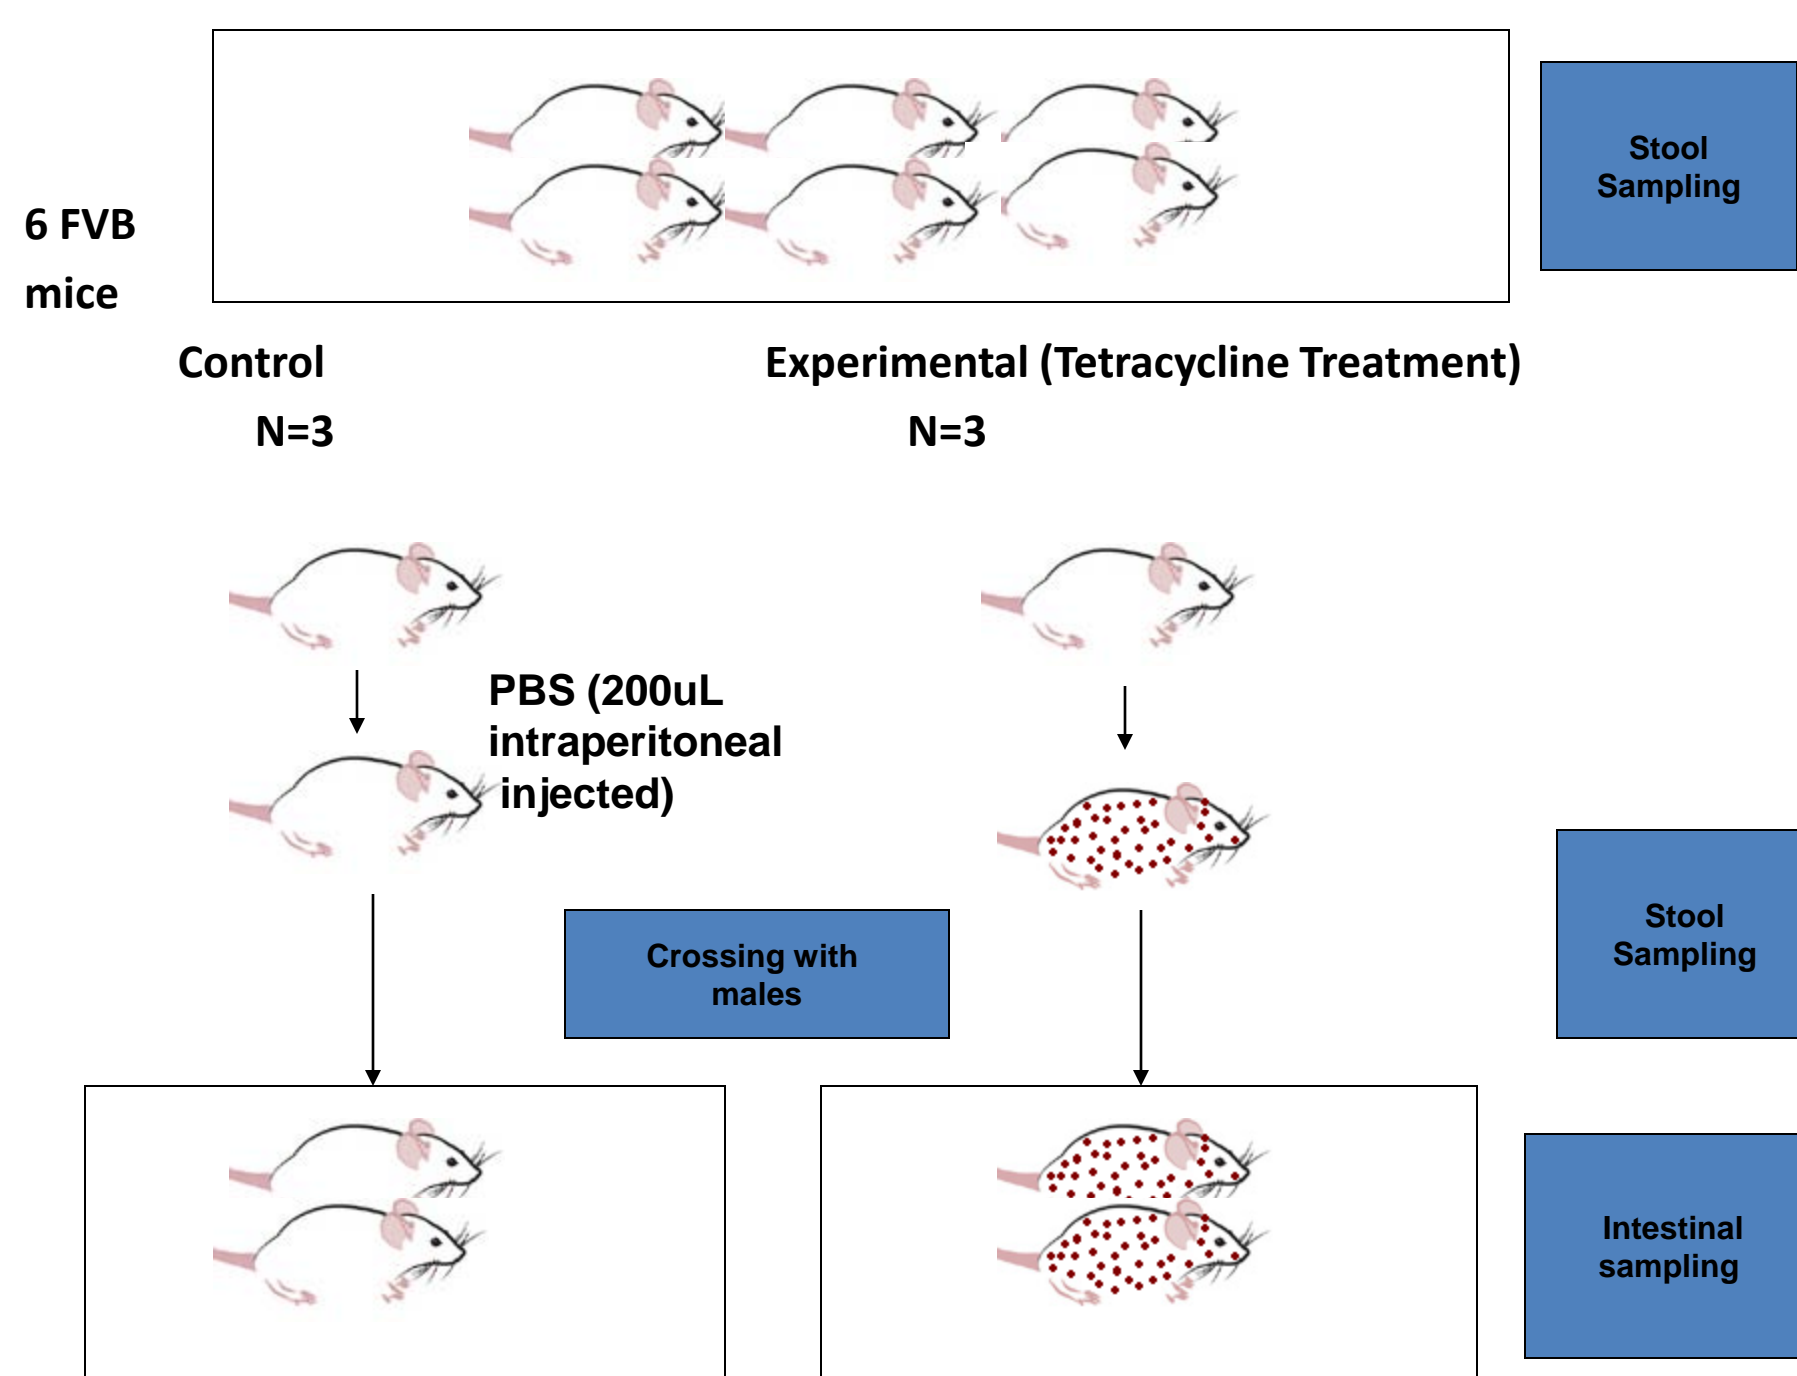 Stool
Sampling
6 FVB
mice
Control
Experimental (Tetracycline Treatment)
N=3
N=3
PBS (200uL
intraperitoneal
injected)
Crossing with
males
Stool
Sampling
Intestinal
sampling